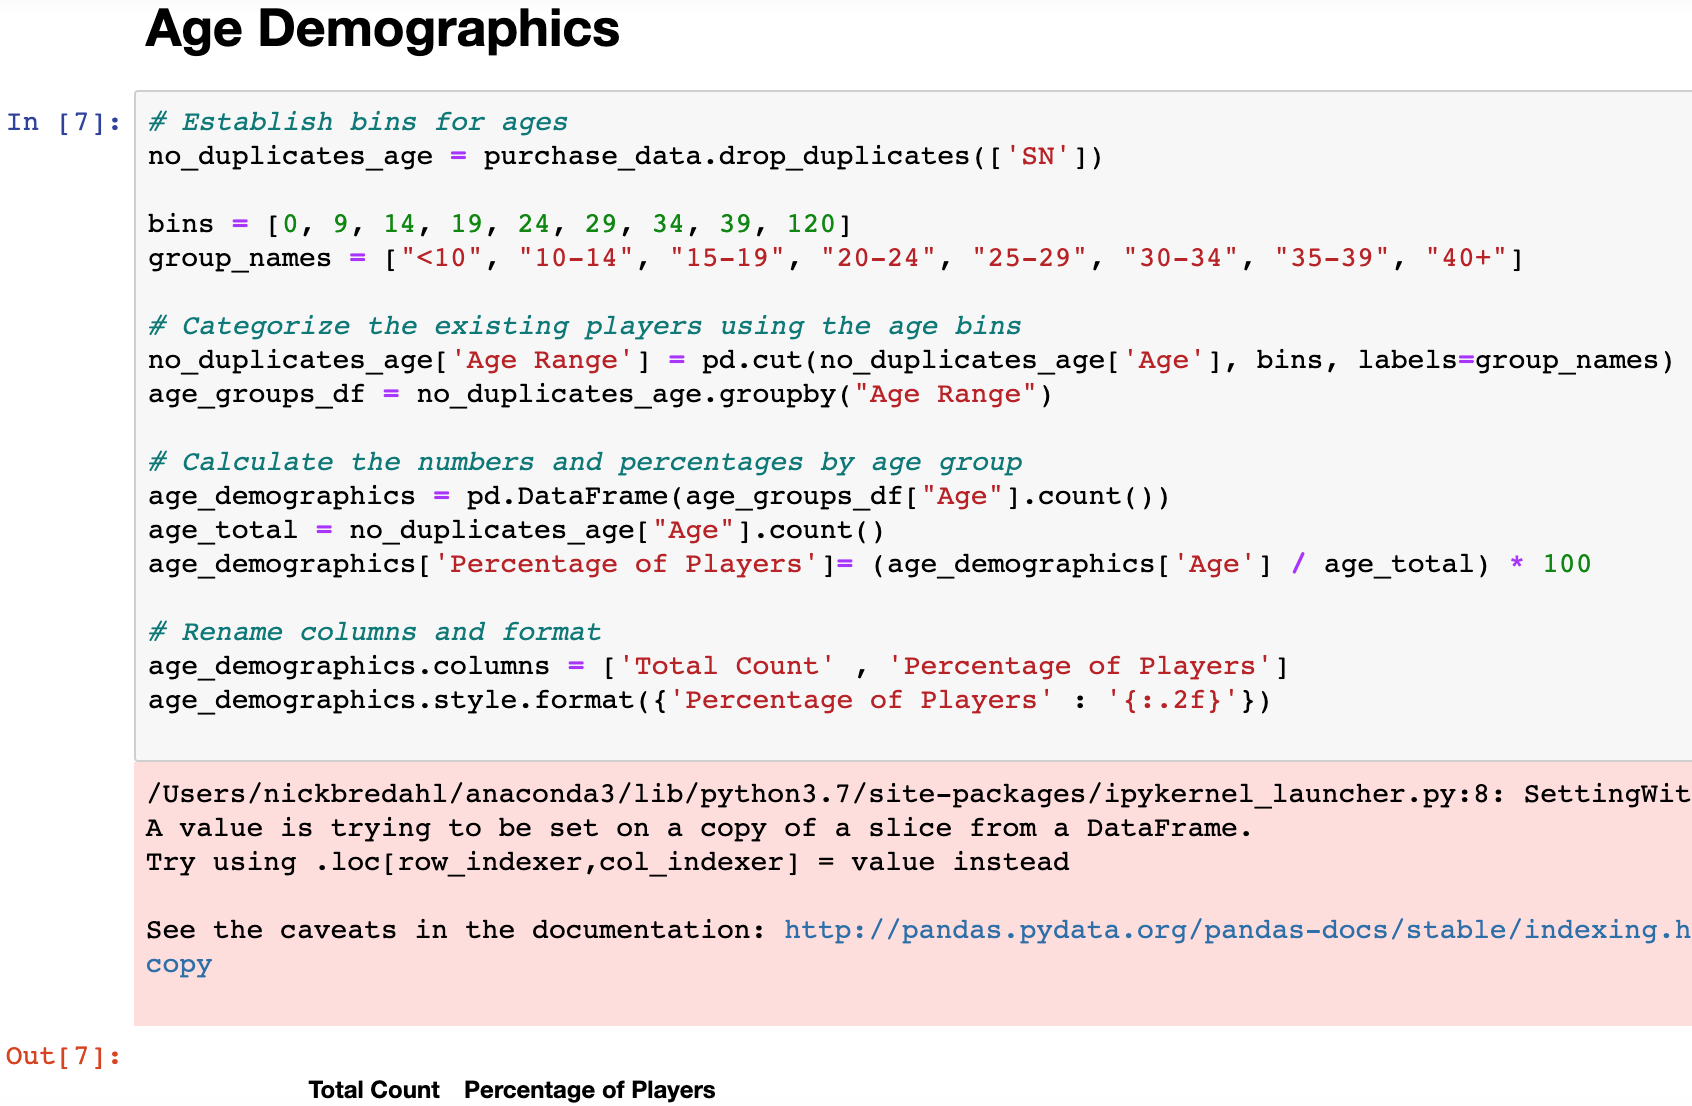 Age Demographics
In [7]:
# Establish bins for ages
no_duplicates_age = purchase_data.drop_duplicates(['SN'])
bins = [0, 9, 14, 19, 24, 29, 34, 39, 120]
group_names = ["<10", "10-14", "15-19", "20-24", "25-29", "30-34", "35-39", "40+"]
# Categorize the existing players using the age bins
no_duplicates_age['Age Range'] = pd.cut(no_duplicates_age['Age'], bins, labels=group_names)
age_groups_df = no_duplicates_age.groupby("Age Range")
# Calculate the numbers and percentages by age group
age_demographics = pd.DataFrame(age_groups_df["Age"].count())
age_total = no_duplicates_age["Age"].count()
age_demographics['Percentage of Players']= (age_demographics['Age'] / age_total) * 100
# Rename columns and format
age_demographics.columns = ['Total Count' , 'Percentage of Players']
age_demographics.style.format({'Percentage of Players' : '{:.2f}'})
/Users/nickbredahl/anaconda3/lib/python3.7/site-packages/ipykernel_launcher.py:8: SettingWit
A value is trying to be set on a copy of a slice from a DataFrame.
Try using .loc[row_indexer,col_indexer] = value instead
See the caveats in the documentation: http://pandas.pydata.org/pandas-docs/stable/indexing.h
copy
Out[7]:
Total Count Percentage of Players